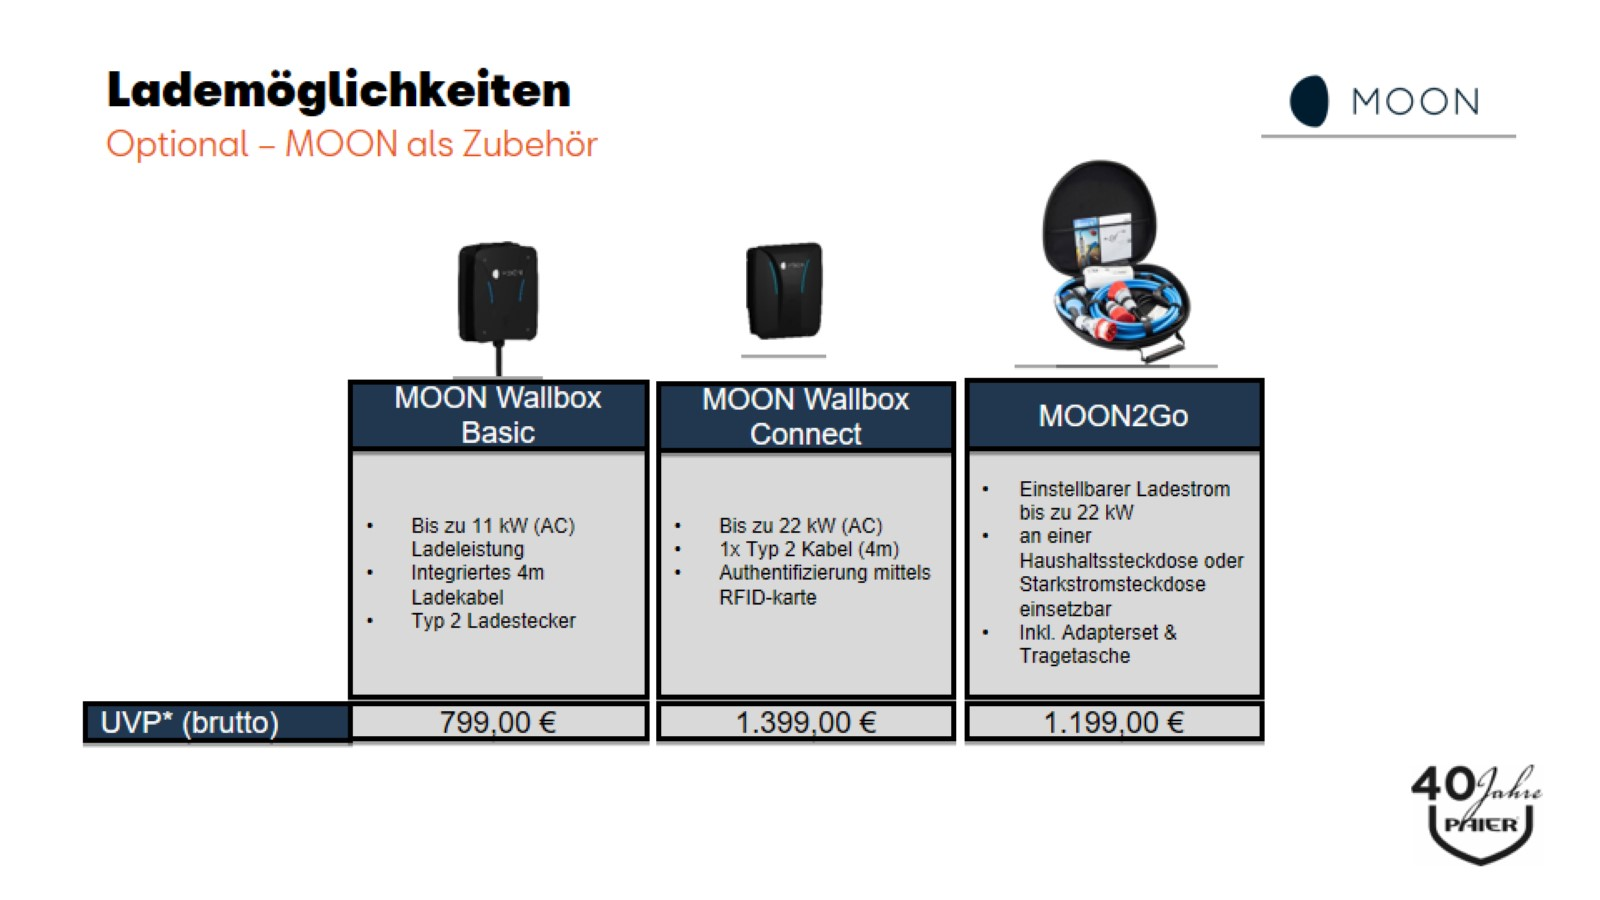 Lademöglichkeiten
Optional – MOON als Zubehör
MOON
MOON Wallbox
Basic
• Bis zu 11 kW (AC)
Ladeleistung
• Integriertes 4m
Ladekabel
• Typ 2 Ladestecker
MOON Wallbox
Connect
• Bis zu 22 kW (AC)
• 1x Typ 2 Kabel (4m)
• Authentifizierung mittels
RFID-karte
MOON2Go
• Einstellbarer Ladestrom
bis zu 22 kW
• an einer
Haushaltssteckdose oder
Starkstromsteckdose
einsetzbar
• Inkl. Adapterset &
Tragetasche
UVP* (brutto)
799,00 €
1.399,00 €
1.199,00 €
40 Jahre
PAIER